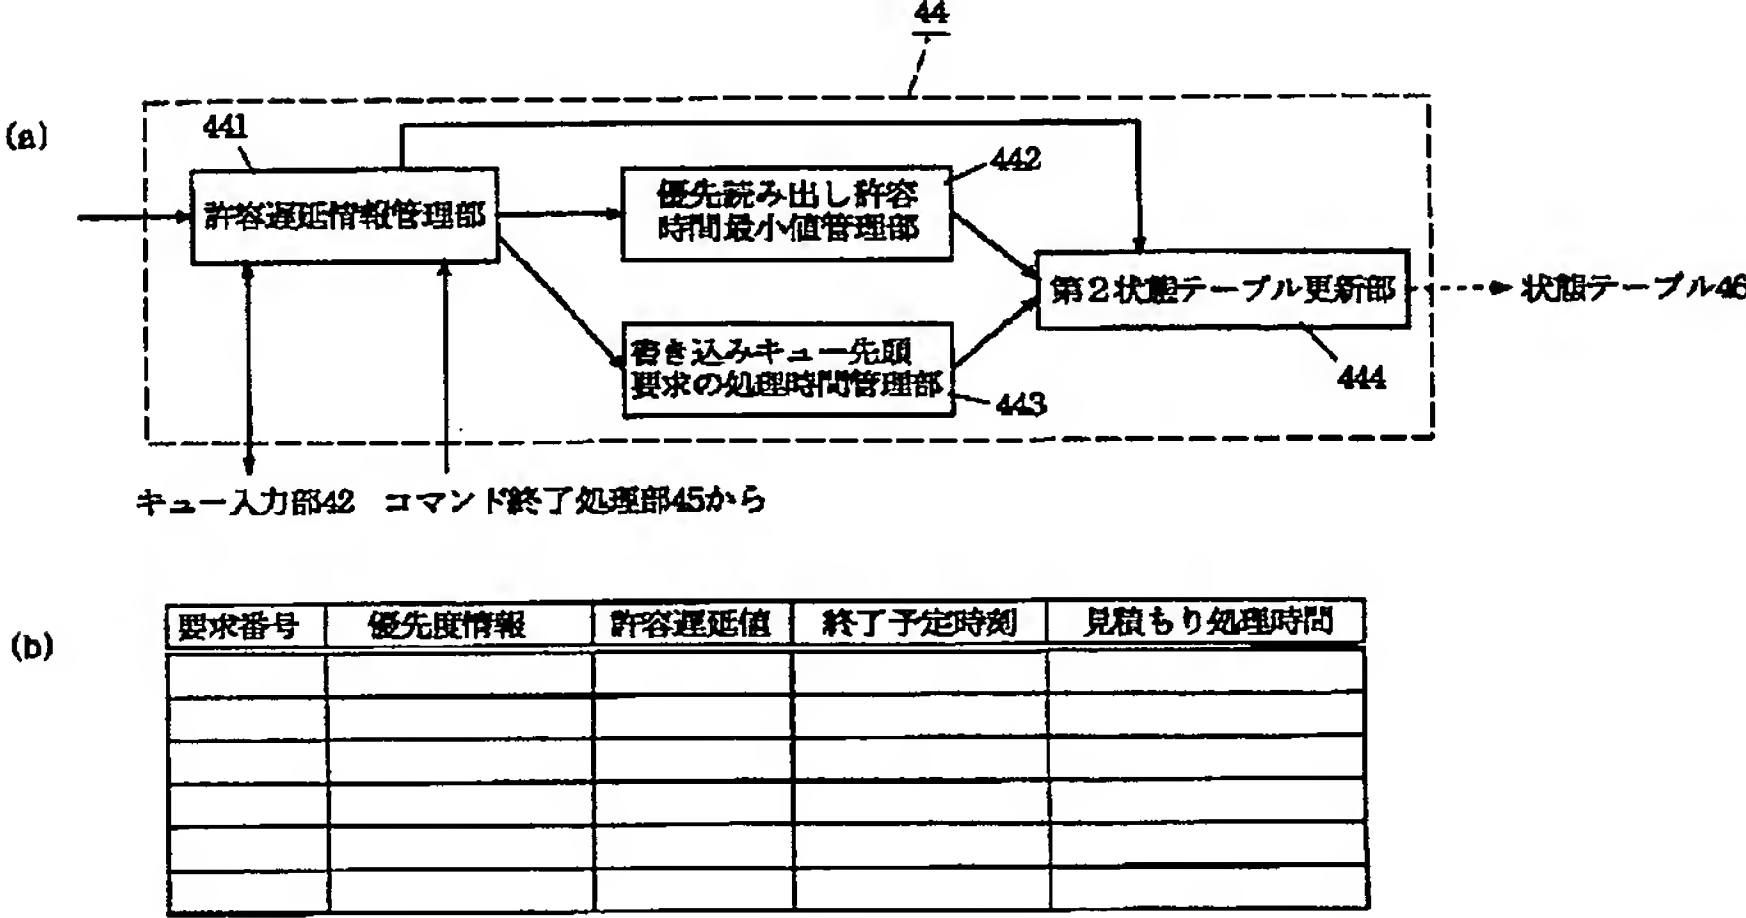 44
(a)
441
442
許容遅延情報管理部
優先読み出し許容
時間最小値管理部
第2状態テーブル更新部
状態テーブル46
書き込みキュー先頭
要求の処理時間管理部
443
444
キュー入力部42 コマンド終了処理部45から
(b)
要求番号 優先度情報 許容遅延値 終了予定時刻 見積もり処理時間